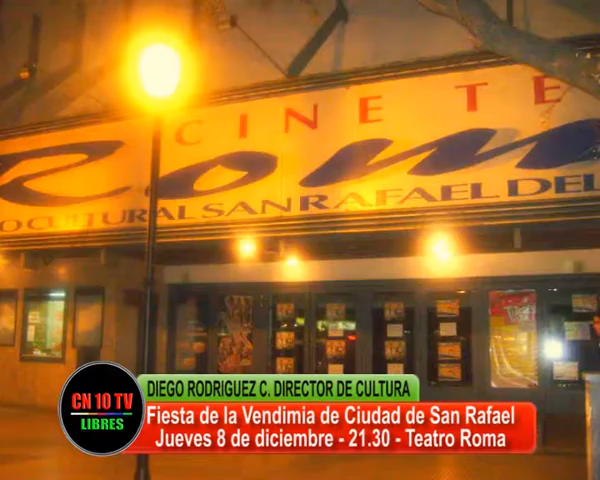 CINE TE
Rom
O CULTURAL SAN RAFAEL DEL
CN 10 TV
LIBRES
DIEGO RODRIGUEZ C. DIRECTOR DE CULTURA
Fiesta de la Vendimia de Ciudad de San Rafael
Jueves 8 de diciembre - 21.30 - Teatro Roma